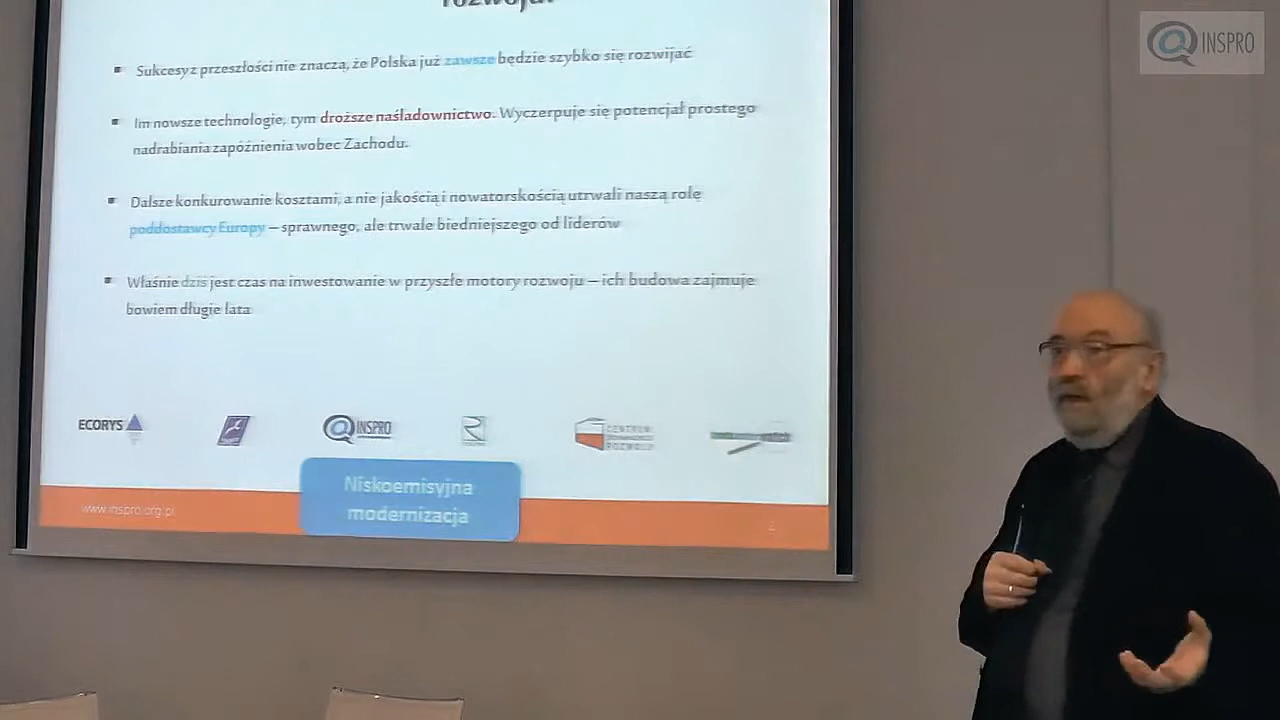 rozwoju?
INSPRO
Sukcesy z przeszłości nie znaczą, że Polska już zawsze będzie szybko się rozwijać
Im nowsze technologie, tym droższe naśladownictwo. Wyczerpuje się potencjał prostego
nadrabiania zapóźnienia wobec Zachodu.
Dalsze konkurowanie kosztami, a nie jakością i nowatorskością utrwali naszą rolę
poddostawcy Europy – sprawnego, ale trwale biedniejszego od liderów
Właśnie dziś jest czas na inwestowanie w przyszłe motory rozwoju – ich budowa zajmuje
bowiem długie lata
ECORYS
INSPRO
CENTRUM
ROZWOJU
Niskoemisyjna
modernizacja
www.inspro.org.pl
2